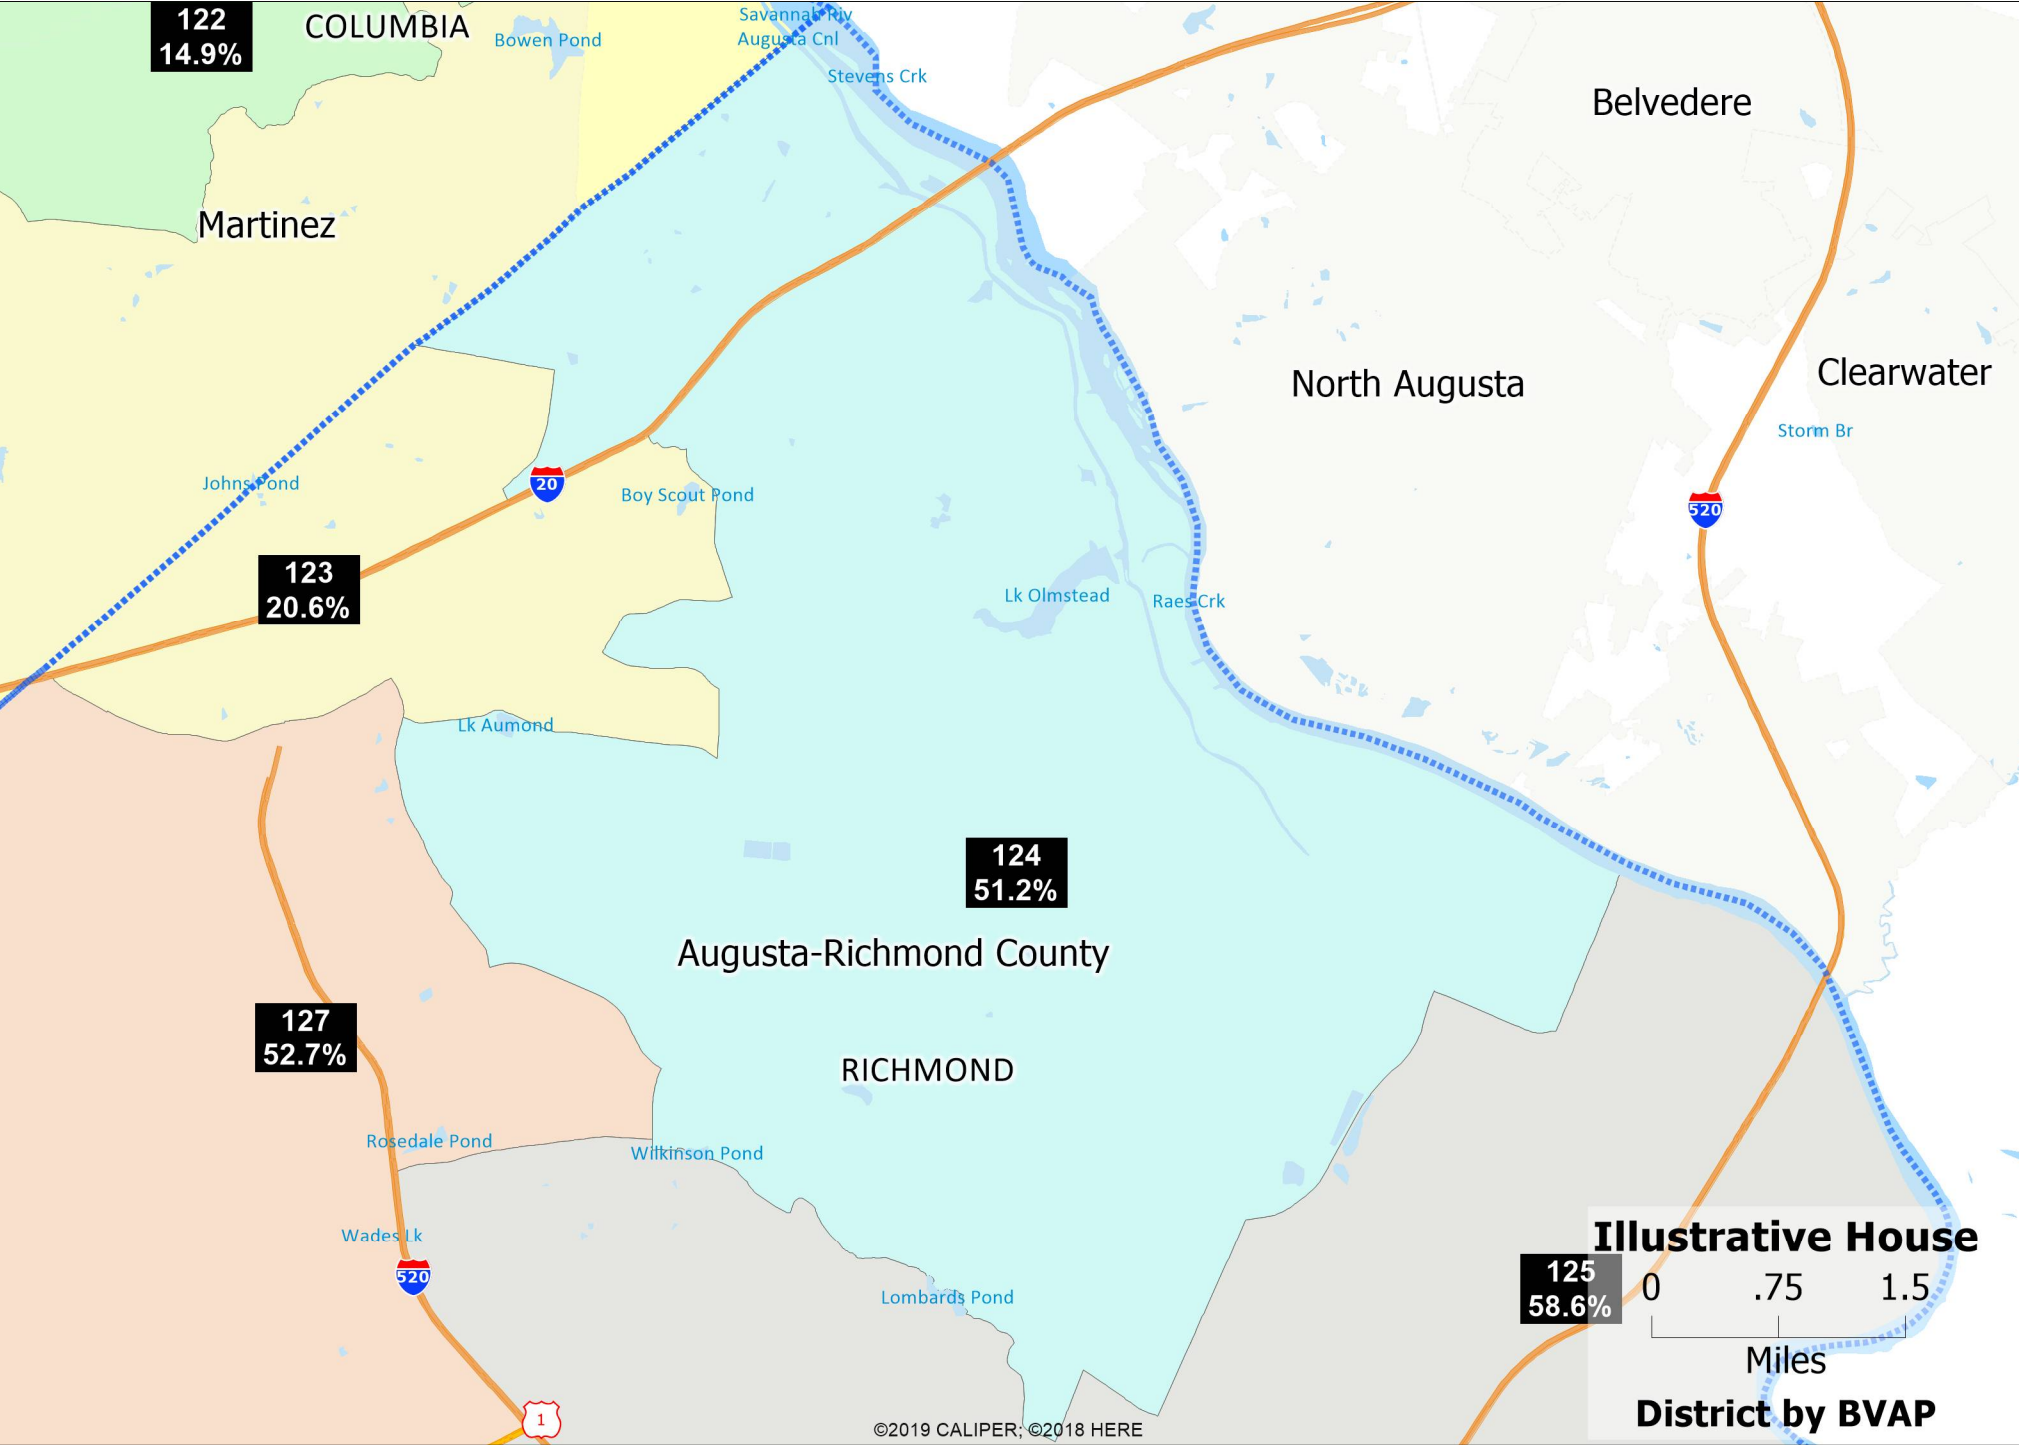 122
14.9%
COLUMBIA
Bowen Pond
Savannah Riv
Augusta Cnl
Stevens Crk
Belvedere
Martinez
North Augusta
Clearwater
Storm Br
Johns Pond
20
Boy Scout Pond
520
123
20.6%
Lk Olmstead
Raes Crk
Lk Aumond
124
51.2%
Augusta-Richmond County
127
52.7%
RICHMOND
Rosedale Pond
Wilkinson Pond
Wades Lk
520
Lombards Pond
125
58.6%
Illustrative House
0 .75 1.5
Miles
District by BVAP
1
©2019 CALIPER; ©2018 HERE